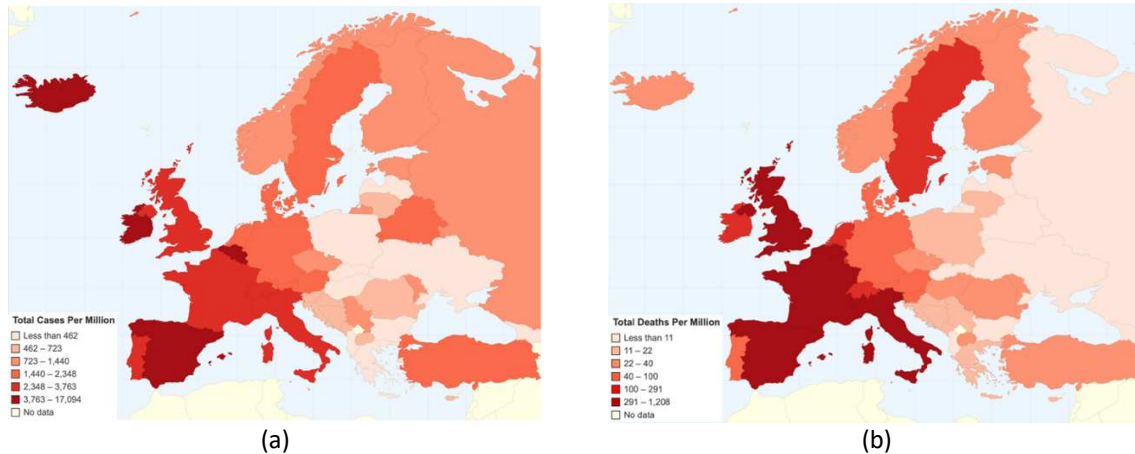 Total Cases Per Million
Less than 462
462 – 723
723 – 1,440
1,440 – 2,348
2,348 – 3,763
3,763 – 17,094
No data
(a)
Total Deaths Per Million
Less than 11
11 – 22
22 – 40
40 – 100
100 – 291
291 – 1,208
No data
(b)